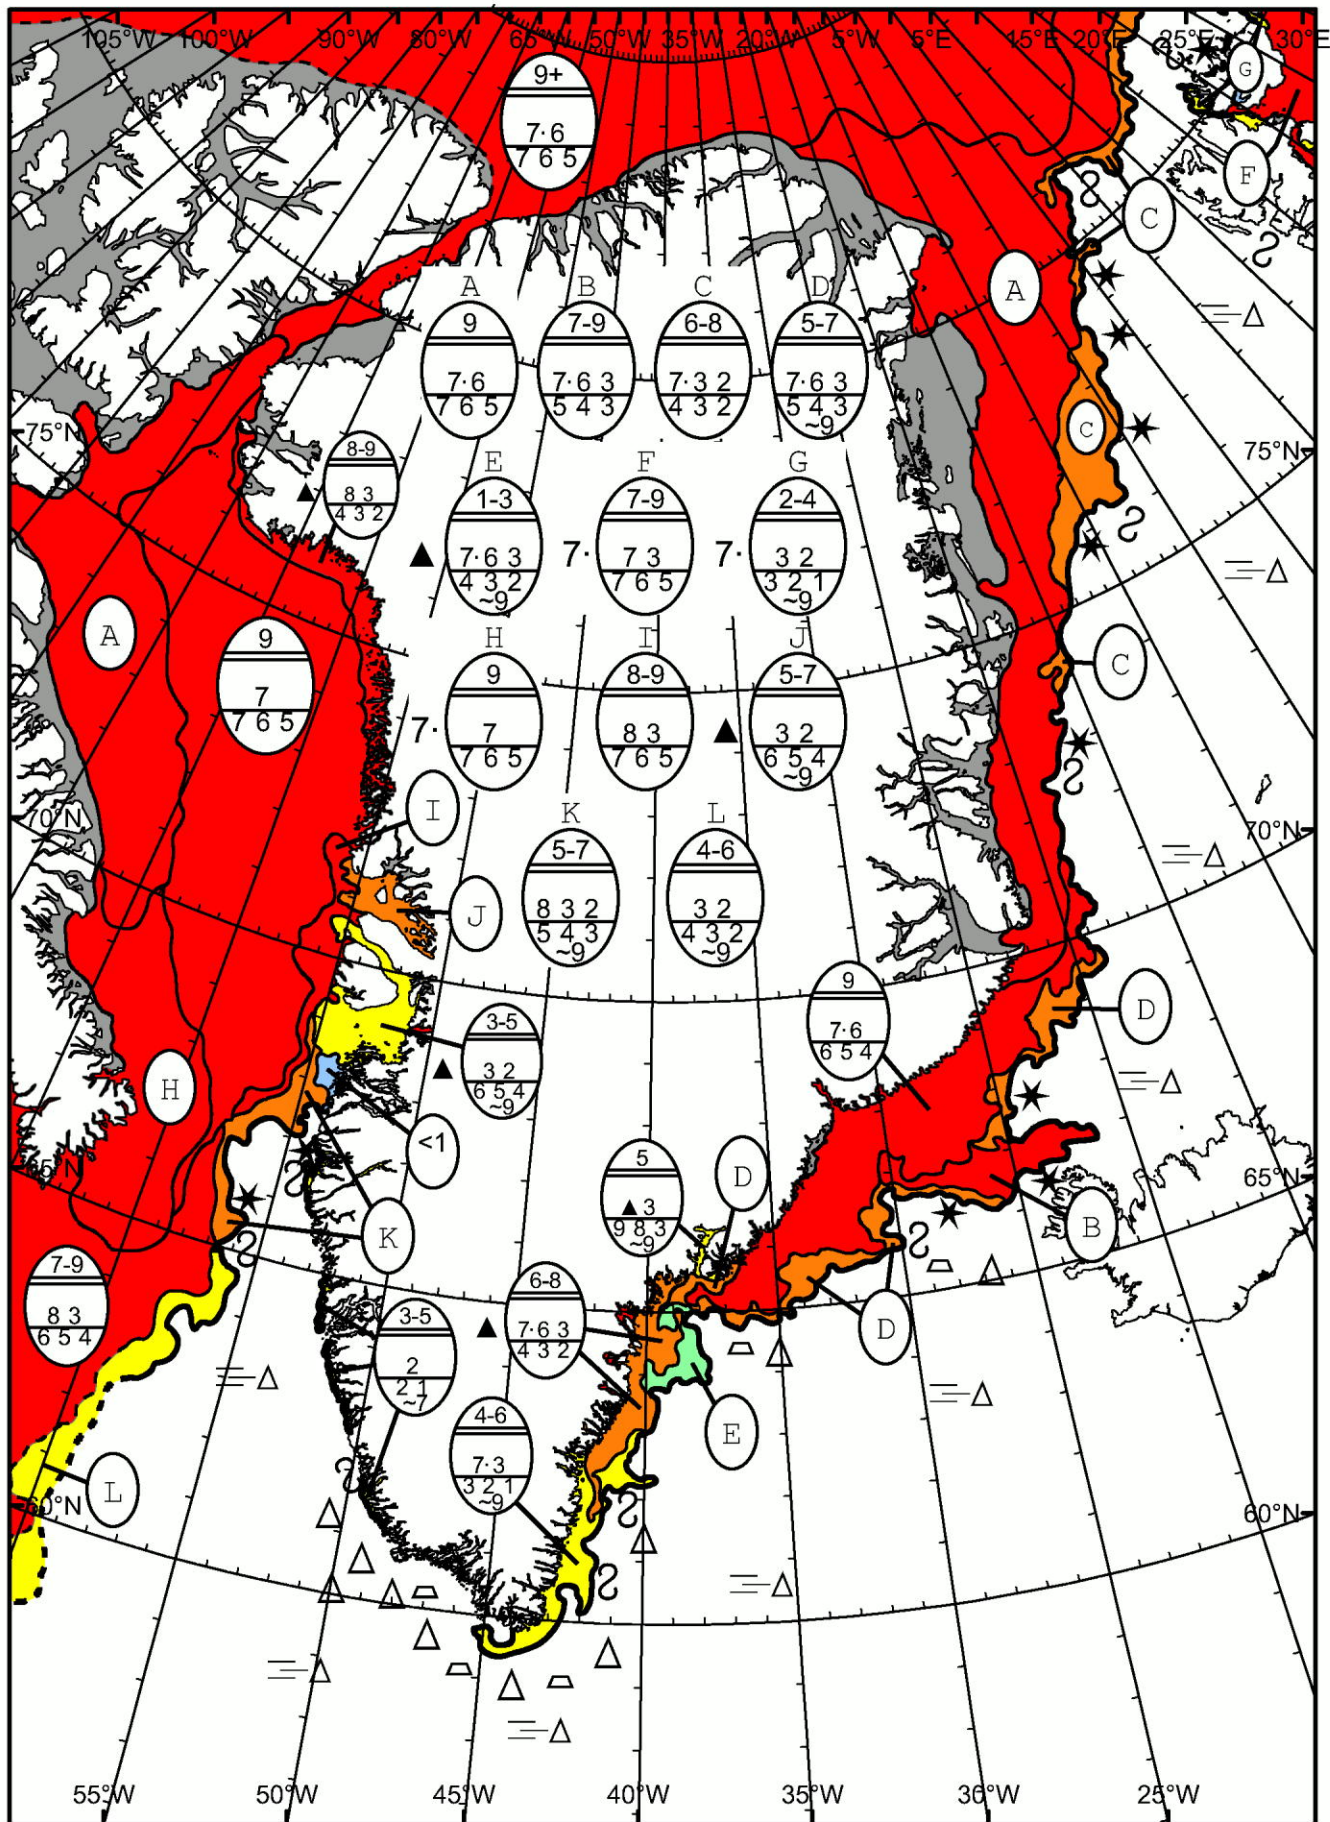 105°W 100°W 90°W 80°W 65°W 50°W 35°W 20°W 5°W 5°E 15°E 20°E 25°E 30°E
9+
7·6
7 6 5
G
F
C
A
A B C D
9 7-9 6-8 5-7
7·6 7·6 3 7·3 2 7·6 3
7 6 5 5 4 3 4 3 2 5 4 3
~9
75°N
75°N
C
8-9
8 3
4 3 2
E F G
1-3 7-9 2-4
7·6 3 7· 7 3 7· 3 2
4 3 2 7 6 5 3 2 1
~9 ~9
A
9
7
7 6 5
C
H I J
9 8-9 5-7
7· 7 8 3 3 2
7 6 5 7 6 5 6 5 4
~9
70°N
70°N
I
K L
5-7 4-6
8 3 2 3 2
5 4 3 4 3 2
~9 ~9
J
9
7·6
6 5 4
D
3-5
3 2
6 5 4
~9
H
<1
65°N
65°N
5
3
9 8 3
~9
D
B
K
7-9
8 3
6 5 4
6-8
7·6 3
4 3 2
D
3-5
2
2 1
~7
4-6
7·3
3 2 1
~9
E
L
60°N
60°N
55°W 50°W 45°W 40°W 35°W 30°W 25°W